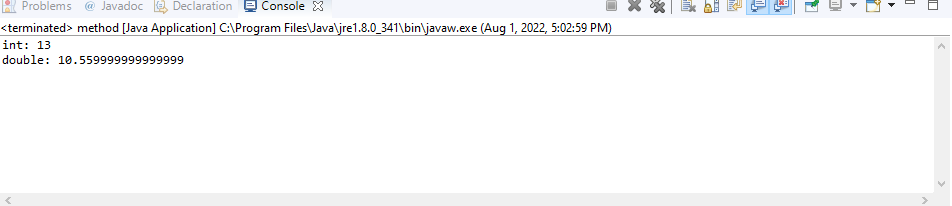 Problems @ Javadoc Declaration Console
<terminated> method [Java Application] C:\Program Files\Java\jre1.8.0_341\bin\javaw.exe (Aug 1, 2022, 5:02:59 PM)
int: 13
double: 10.559999999999999